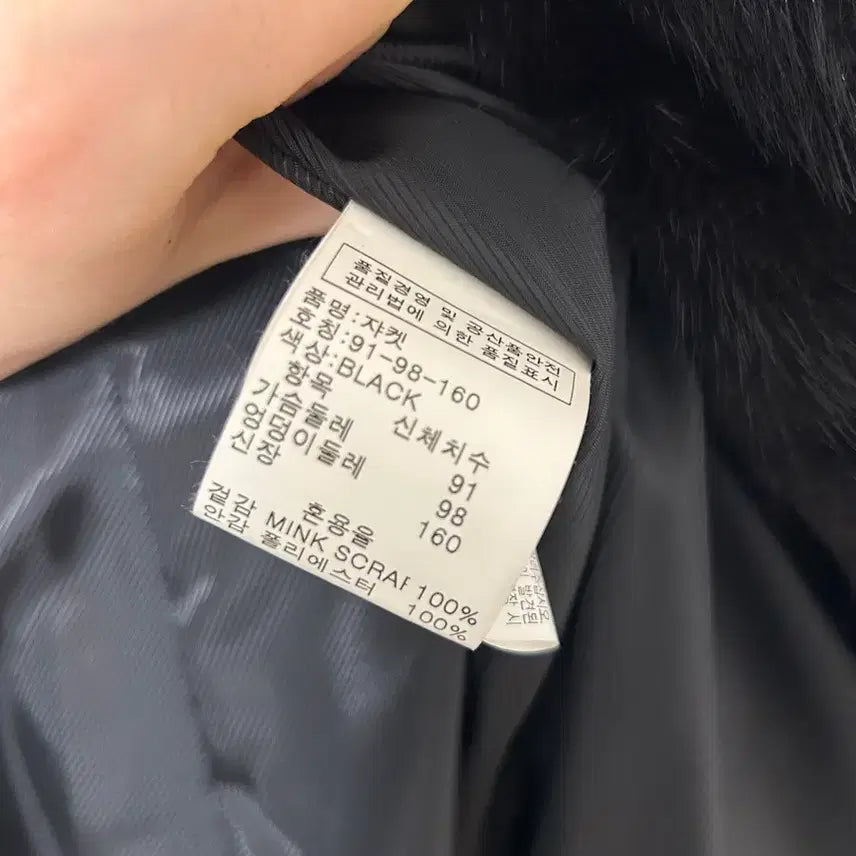 품질경영 및 공산품안전
관리법에 의한 품질표시
품명:쟈켓
호칭:91-98-160
색상:BLACK
항목 신체치수
가슴둘레 91
엉덩이둘레 98
신장 160
혼용율
겉감 MINK SCRAP 100%
안감 폴리에스터 100%